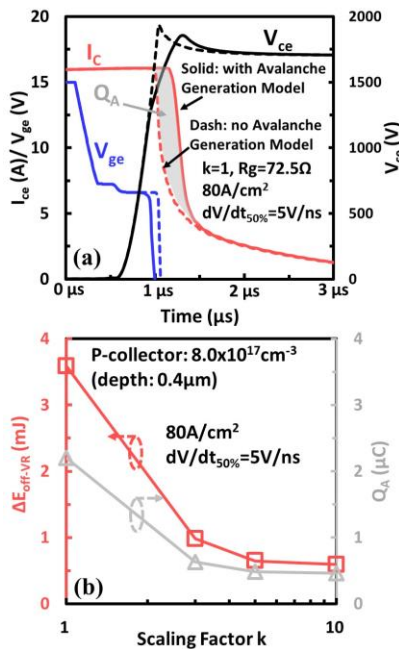 20
2000
I_C
V_ce
15
1500
Solid: with Avalanche
Generation Model
Q_A
Dash: no Avalanche
Generation Model
10
1000
V_ge
k=1, Rg=72.5Ω
80A/cm²
dV/dt50%=5V/ns
5
500
(a)
0
0
I_ce (A)/ V_ge (V)
V_ce (V)
0 μs
1 μs
2 μs
3 μs
Time (μs)
4
4
P-collector: 8.0x10¹⁷cm⁻³
(depth: 0.4μm)
3
3
80A/cm²
dV/dt50%=5V/ns
2
2
1
1
(b)
0
0
ΔE_off-VR (mJ)
Q_A (μC)
1
10
Scaling Factor k